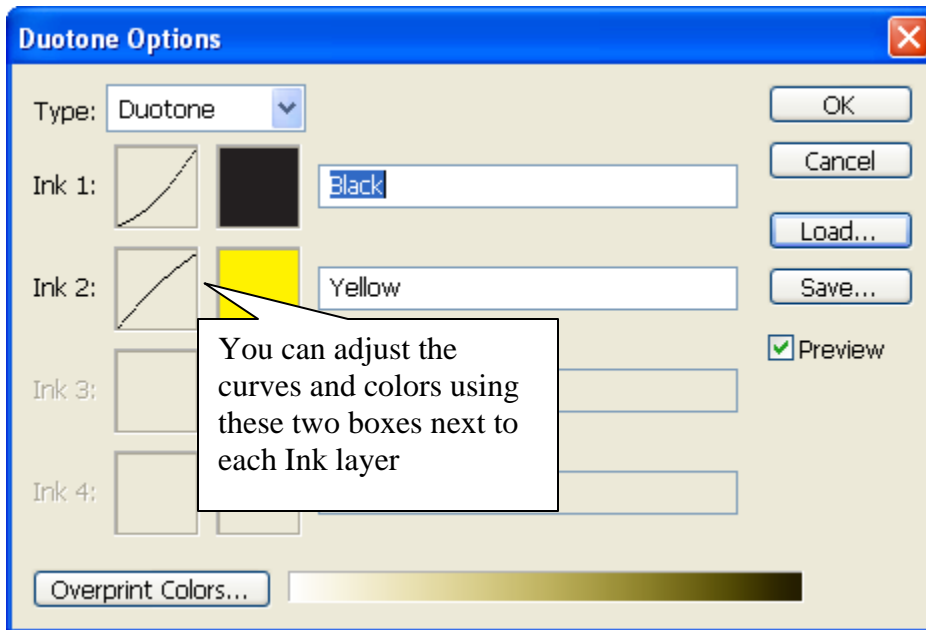 Duotone Options
Type: Duotone
OK
Ink 1: Black
Cancel
Load...
Ink 2: Yellow
Save...
You can adjust the
curves and colors using
these two boxes next to
each Ink layer
Preview
Ink 3:
Ink 4:
Overprint Colors...